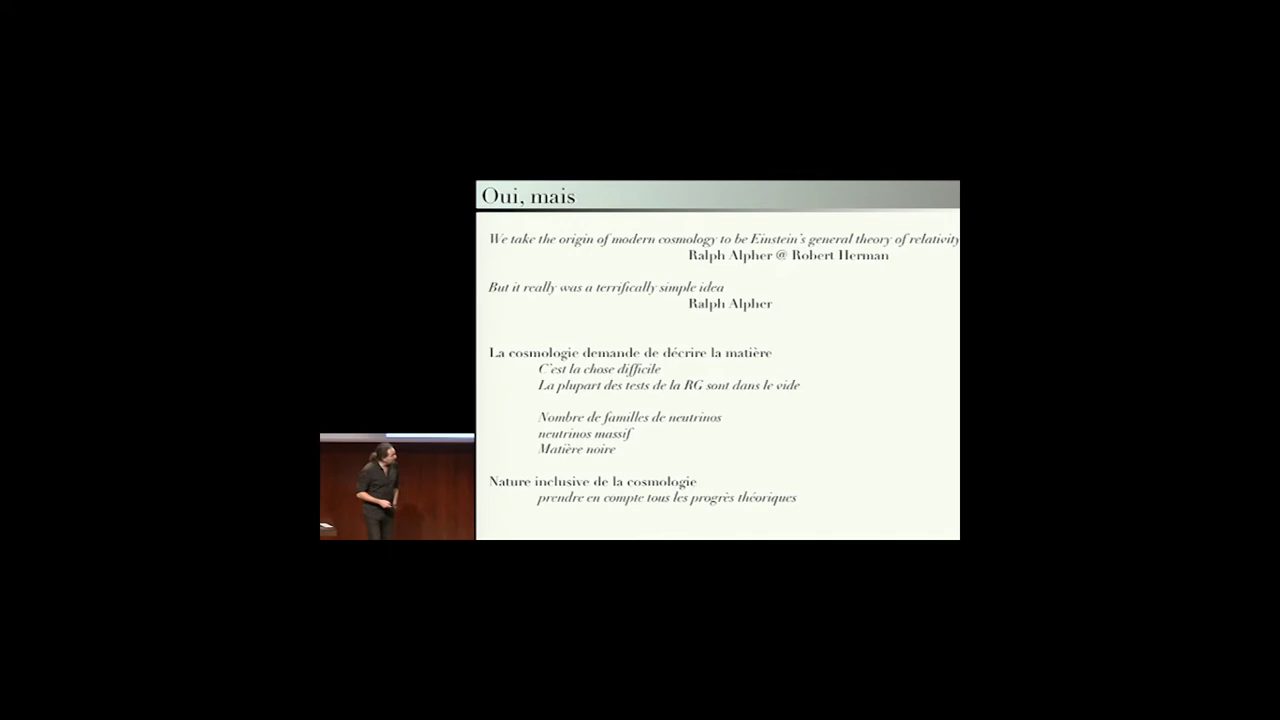 Oui, mais
We take the origin of modern cosmology to be Einstein's general theory of relativity
Ralph Alpher @ Robert Herman
But it really was a terrifically simple idea
Ralph Alpher
La cosmologie demande de décrire la matière
C'est la chose difficile
La plupart des tests de la RG sont dans le vide
Nombre de familles de neutrinos
neutrinos massif
Matière noire
Nature inclusive de la cosmologie
prendre en compte tous les progrès théoriques